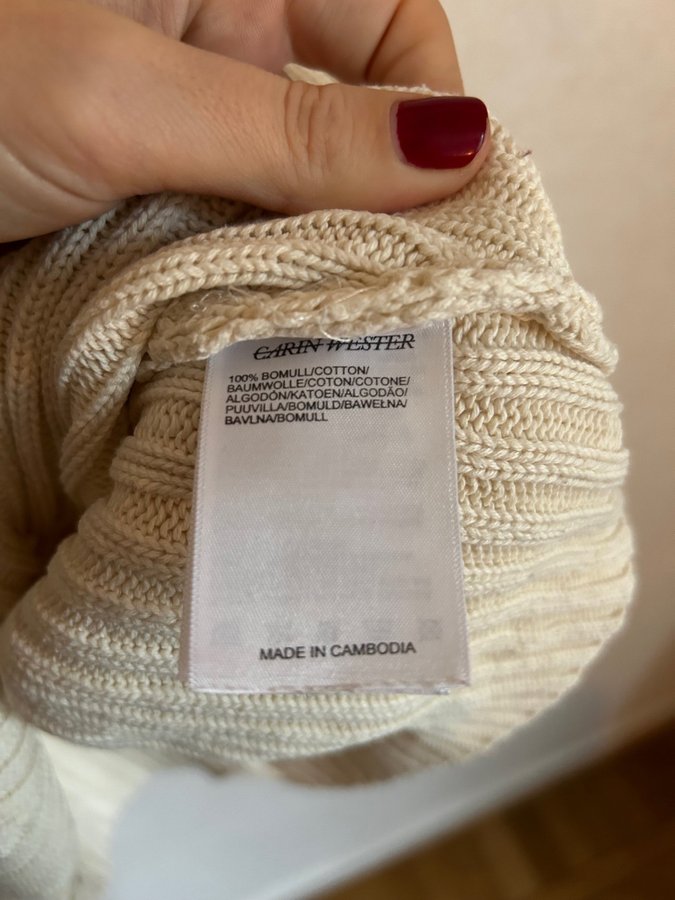 CARIN WESTER
100% BOMULL/COTTON/
BAUMWOLLE/COTON/COTONE/
ALGODÓN/KATOEN/ALGODÃO/
PUUVILLA/BOMULD/BAWEŁNA/
BAVLNA/BOMULL
MADE IN CAMBODIA